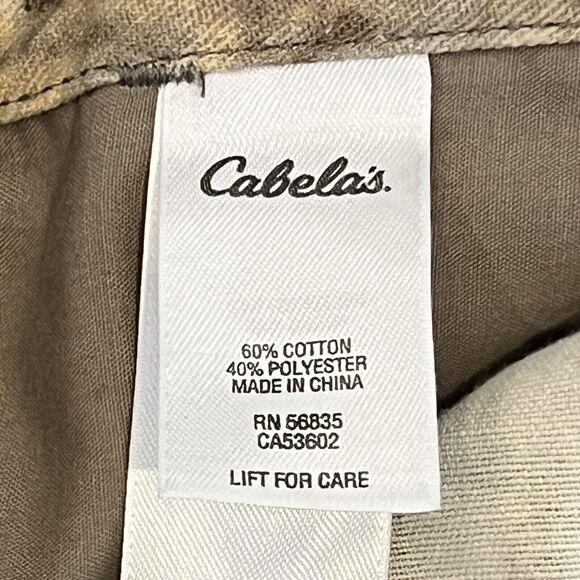 Cabela's.
60% COTTON
40% POLYESTER
MADE IN CHINA
RN 56835
CA53602
LIFT FOR CARE